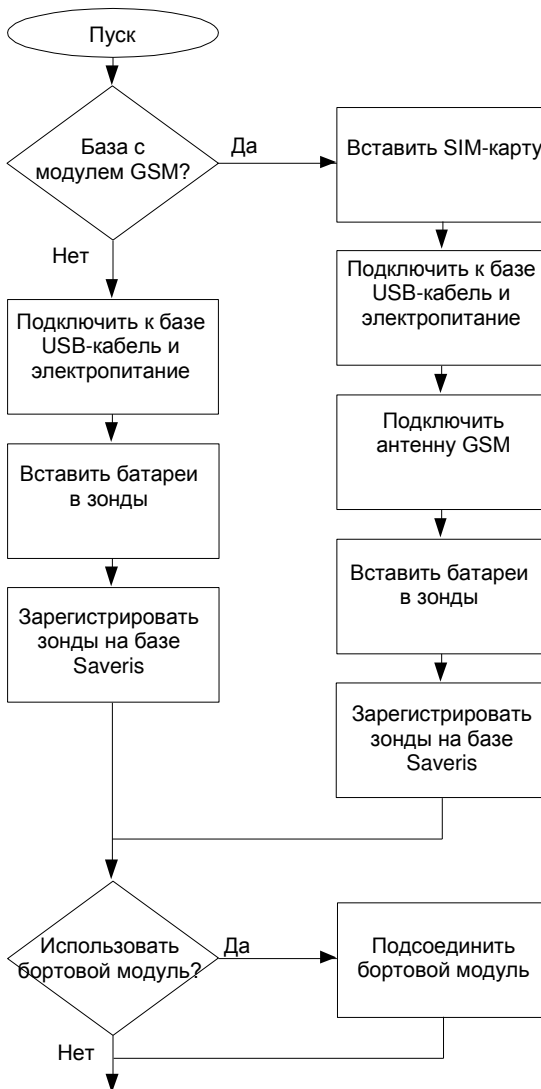 Пуск
База с
модулем GSM?
Да
Вставить SIM-карту
Нет
Подключить к базе
USB-кабель и
электропитание
Подключить к базе
USB-кабель и
электропитание
Подключить
антенну GSM
Вставить батареи
в зонды
Вставить батареи
в зонды
Зарегистрировать
зонды на базе
Saveris
Зарегистрировать
зонды на базе
Saveris
Использовать
бортовой модуль?
Да
Подсоединить
бортовой модуль
Нет